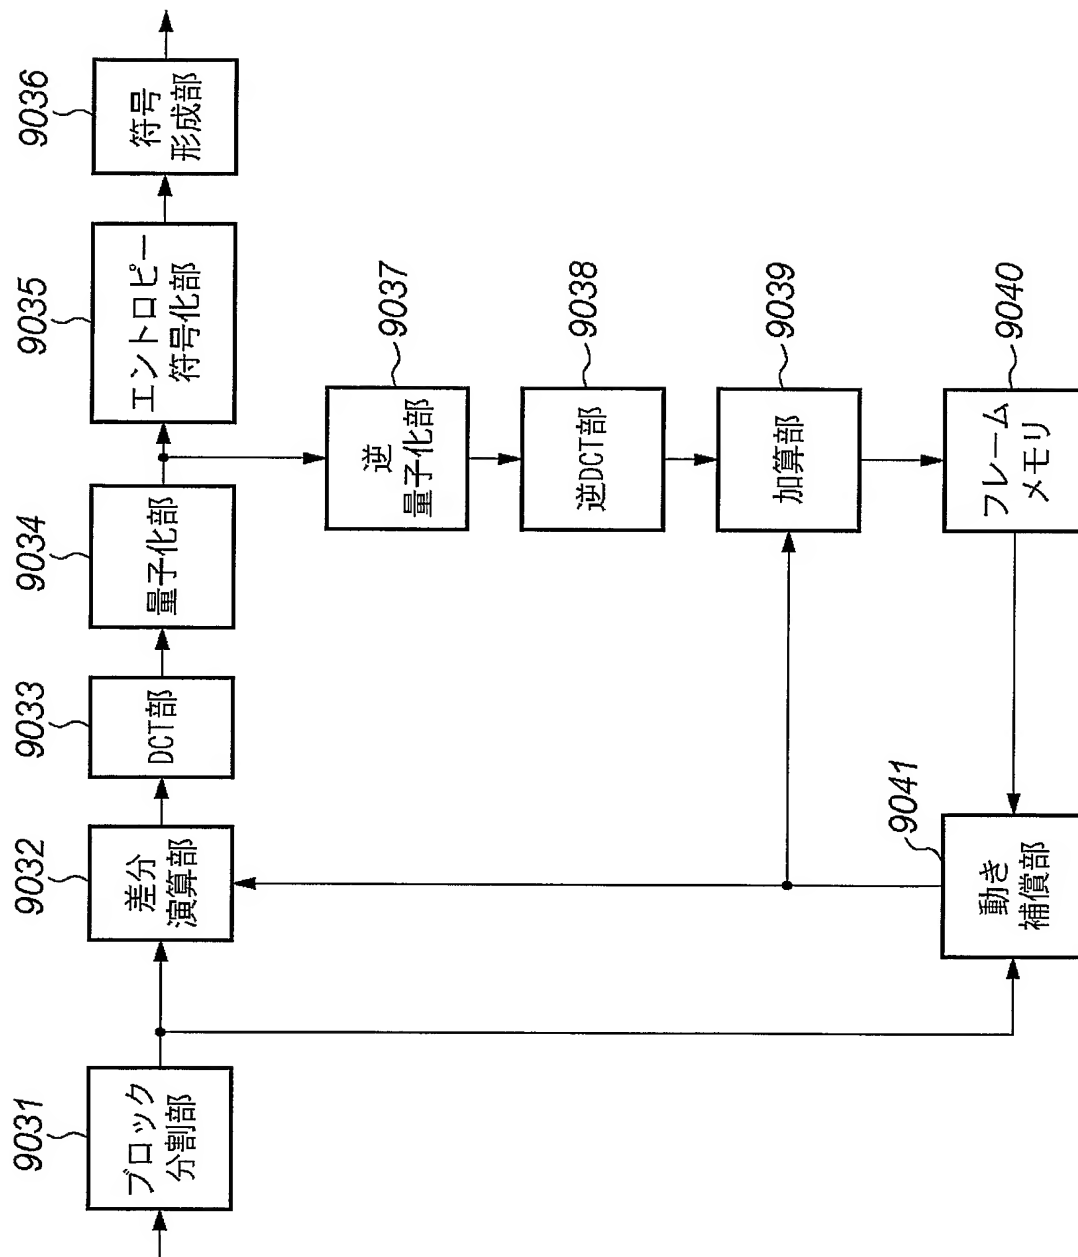 9031
ブロック
分割部
9032
差分
演算部
9033
DCT部
9034
量子化部
9035
エントロピー
符号化部
9036
符号
形成部
9037
逆
量子化部
9038
逆DCT部
9039
加算部
9040
フレーム
メモリ
9041
動き
補償部